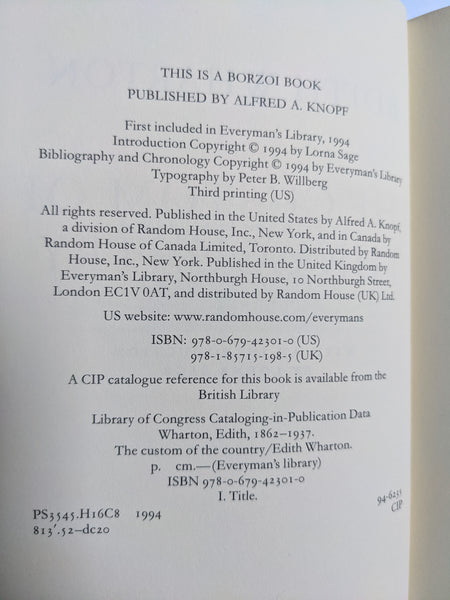 THIS IS A BORZOI BOOK
PUBLISHED BY ALFRED A. KNOPF
First included in Everyman's Library, 1994
Introduction Copyright © 1994 by Lorna Sage
Bibliography and Chronology Copyright © 1994 by Everyman's Library
Typography by Peter B. Willberg
Third printing (US)
All rights reserved. Published in the United States by Alfred A. Knopf,
a division of Random House, Inc., New York, and in Canada by
Random House of Canada Limited, Toronto. Distributed by Random
House, Inc., New York. Published in the United Kingdom by
Everyman's Library, Northburgh House, 10 Northburgh Street,
London EC1V 0AT, and distributed by Random House (UK) Ltd.
US website: www.randomhouse.com/everymans
ISBN: 978-0-679-42301-0 (US)
978-1-85715-198-5 (UK)
A CIP catalogue reference for this book is available from the
British Library
Library of Congress Cataloging-in-Publication Data
Wharton, Edith, 1862–1937.
The custom of the country/Edith Wharton.
p. cm.—(Everyman's library)
ISBN 978-0-679-42301-0
I. Title.
PS3545.H16C8 1994
813'.52–dc20
94-6235
CIP